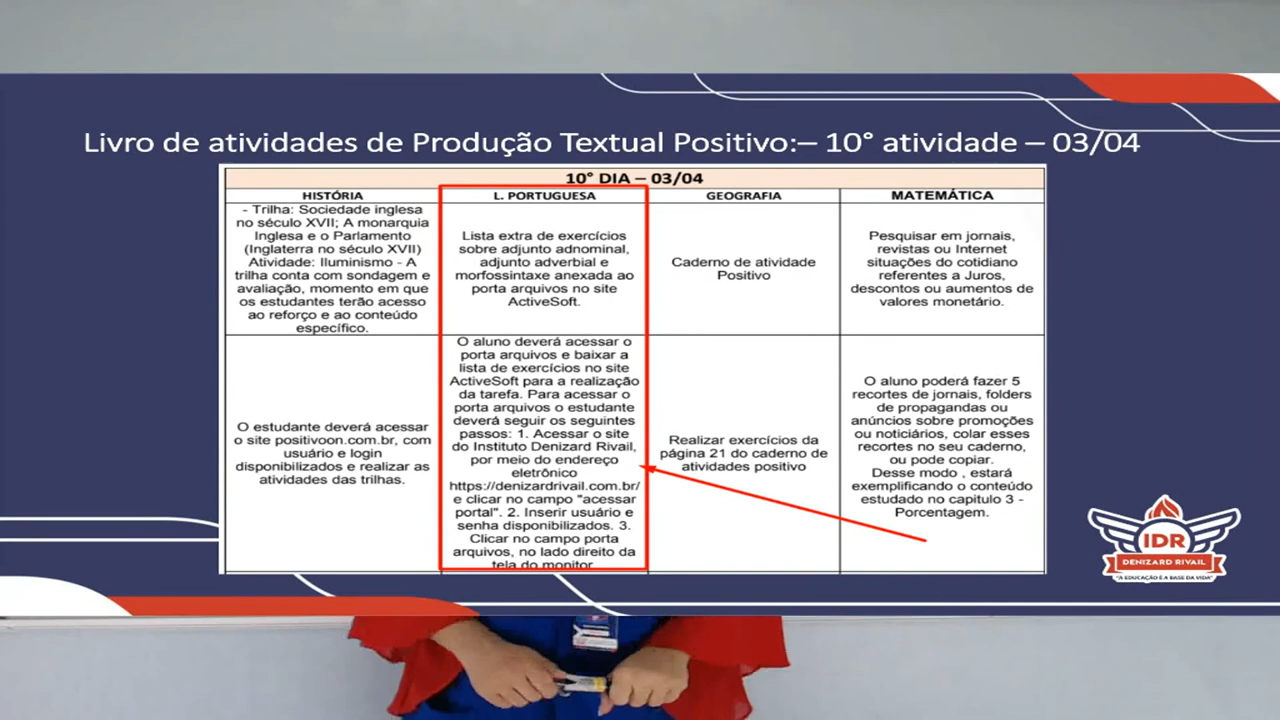 Livro de atividades de Produção Textual Positivo:– 10° atividade – 03/04
10° DIA – 03/04
HISTÓRIA
L. PORTUGUESA
GEOGRAFIA
MATEMÁTICA
- Trilha: Sociedade inglesa
no século XVII; A monarquia
Inglesa e o Parlamento
(Inglaterra no século XVII)
Atividade: Iluminismo - A
trilha conta com sondagem e
avaliação, momento em que
os estudantes terão acesso
ao reforço e ao conteúdo
específico.
Lista extra de exercícios
sobre adjunto adnominal,
adjunto adverbial e
morfossintaxe anexada ao
porta arquivos no site
ActiveSoft.
Caderno de atividade
Positivo
Pesquisar em jornais,
revistas ou Internet
situações do cotidiano
referentes a Juros,
descontos ou aumentos de
valores monetário.
O estudante deverá acessar
o site positivoon.com.br, com
usuário e login
disponibilizados e realizar as
atividades das trilhas.
O aluno deverá acessar o
porta arquivos e baixar a
lista de exercícios no site
ActiveSoft para a realização
da tarefa. Para acessar o
porta arquivos o estudante
deverá seguir os seguintes
passos: 1. Acessar o site
do Instituto Denizard Rivail,
por meio do endereço
eletrônico
https://denizardrivail.com.br/
e clicar no campo "acessar
portal". 2. Inserir usuário e
senha disponibilizados. 3.
Clicar no campo porta
arquivos, no lado direito da
tela do monitor
Realizar exercícios da
página 21 do caderno de
atividades positivo
O aluno poderá fazer 5
recortes de jornais, folders
de propagandas ou
anúncios sobre promoções
ou noticiários, colar esses
recortes no seu caderno,
ou pode copiar.
Desse modo , estará
exemplificando o conteúdo
estudado no capitulo 3 -
Porcentagem.
IDR
DENIZARD RIVAIL
"A EDUCAÇÃO É A BASE DA VIDA"